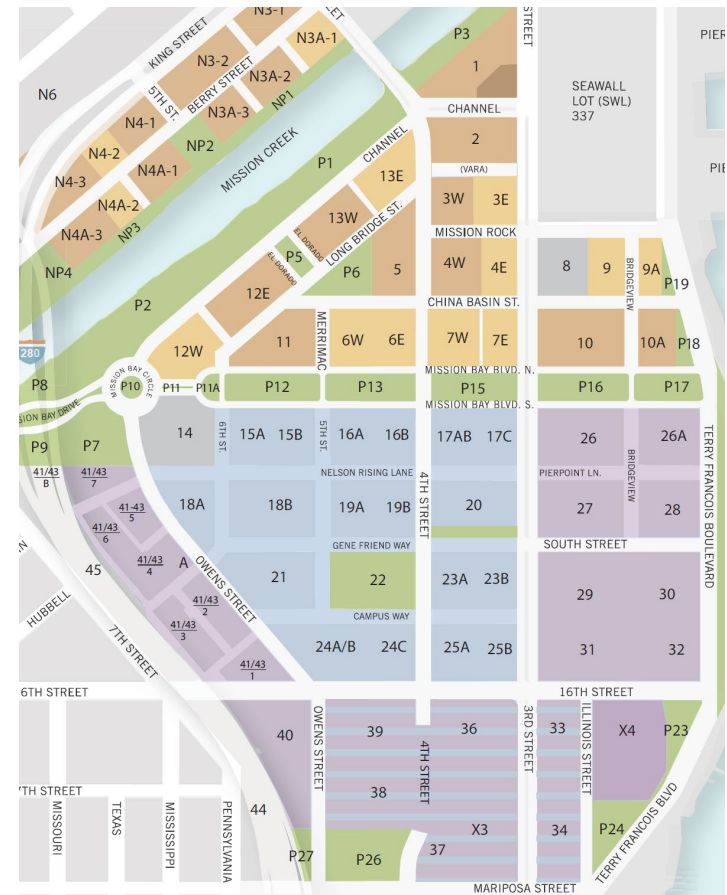 N3-1
STREET
STREET
P3
PIER
KING STREET
N3A-1
N3-2
N3A-2
1
BERRY STREET
5TH ST.
SEAWALL
LOT (SWL)
337
N6
NP1
N3A-3
CHANNEL
N4-1
NP2
MISSION CREEK
2
N4-2
CHANNEL
P1
N4-3
N4A-1
(VARA)
PIE
13E
N4A-2
3W
3E
13W
LONG BRIDGE ST.
N4A-3
NP3
MISSION ROCK
EL DORADO
EL DORADO
P5
NP4
P6
5
4W
4E
8
9
BRIDGEVIEW
9A
P19
P2
12E
CHINA BASIN ST.
MERRIMAC
11
6W
6E
7W
7E
10
10A
P18
12W
280
MISSION BAY BLVD. N.
P8
MISSION BAY CIRCLE
P10
P11
P11A
P12
P13
P15
P16
P17
SION BAY DRIVE
MISSION BAY BLVD. S.
P9
P7
14
6TH ST.
15A
15B
5TH ST.
16A
16B
17AB
17C
26
26A
TERRY FRANCOIS BOULEVARD
41/43
B
41/43
7
NELSON RISING LANE
4TH STREET
PIERPOINT LN.
BRIDGEVIEW
41-43
5
18A
18B
19A
19B
20
27
28
41/43
6
GENE FRIEND WAY
SOUTH STREET
45
41/43
4
A
OWENS STREET
21
22
23A
23B
29
30
41/43
2
HUBBELL
CAMPUS WAY
41/43
3
7TH STREET
24A/B
24C
25A
25B
31
32
41/43
1
6TH STREET
16TH STREET
40
OWENS STREET
39
4TH STREET
36
3RD STREET
33
ILLINOIS STREET
X4
P23
38
7TH STREET
MISSOURI
TEXAS
MISSISSIPPI
PENNSYLVANIA
44
X3
34
P24
TERRY FRANCOIS BLVD
37
P27
P26
MARIPOSA STREET